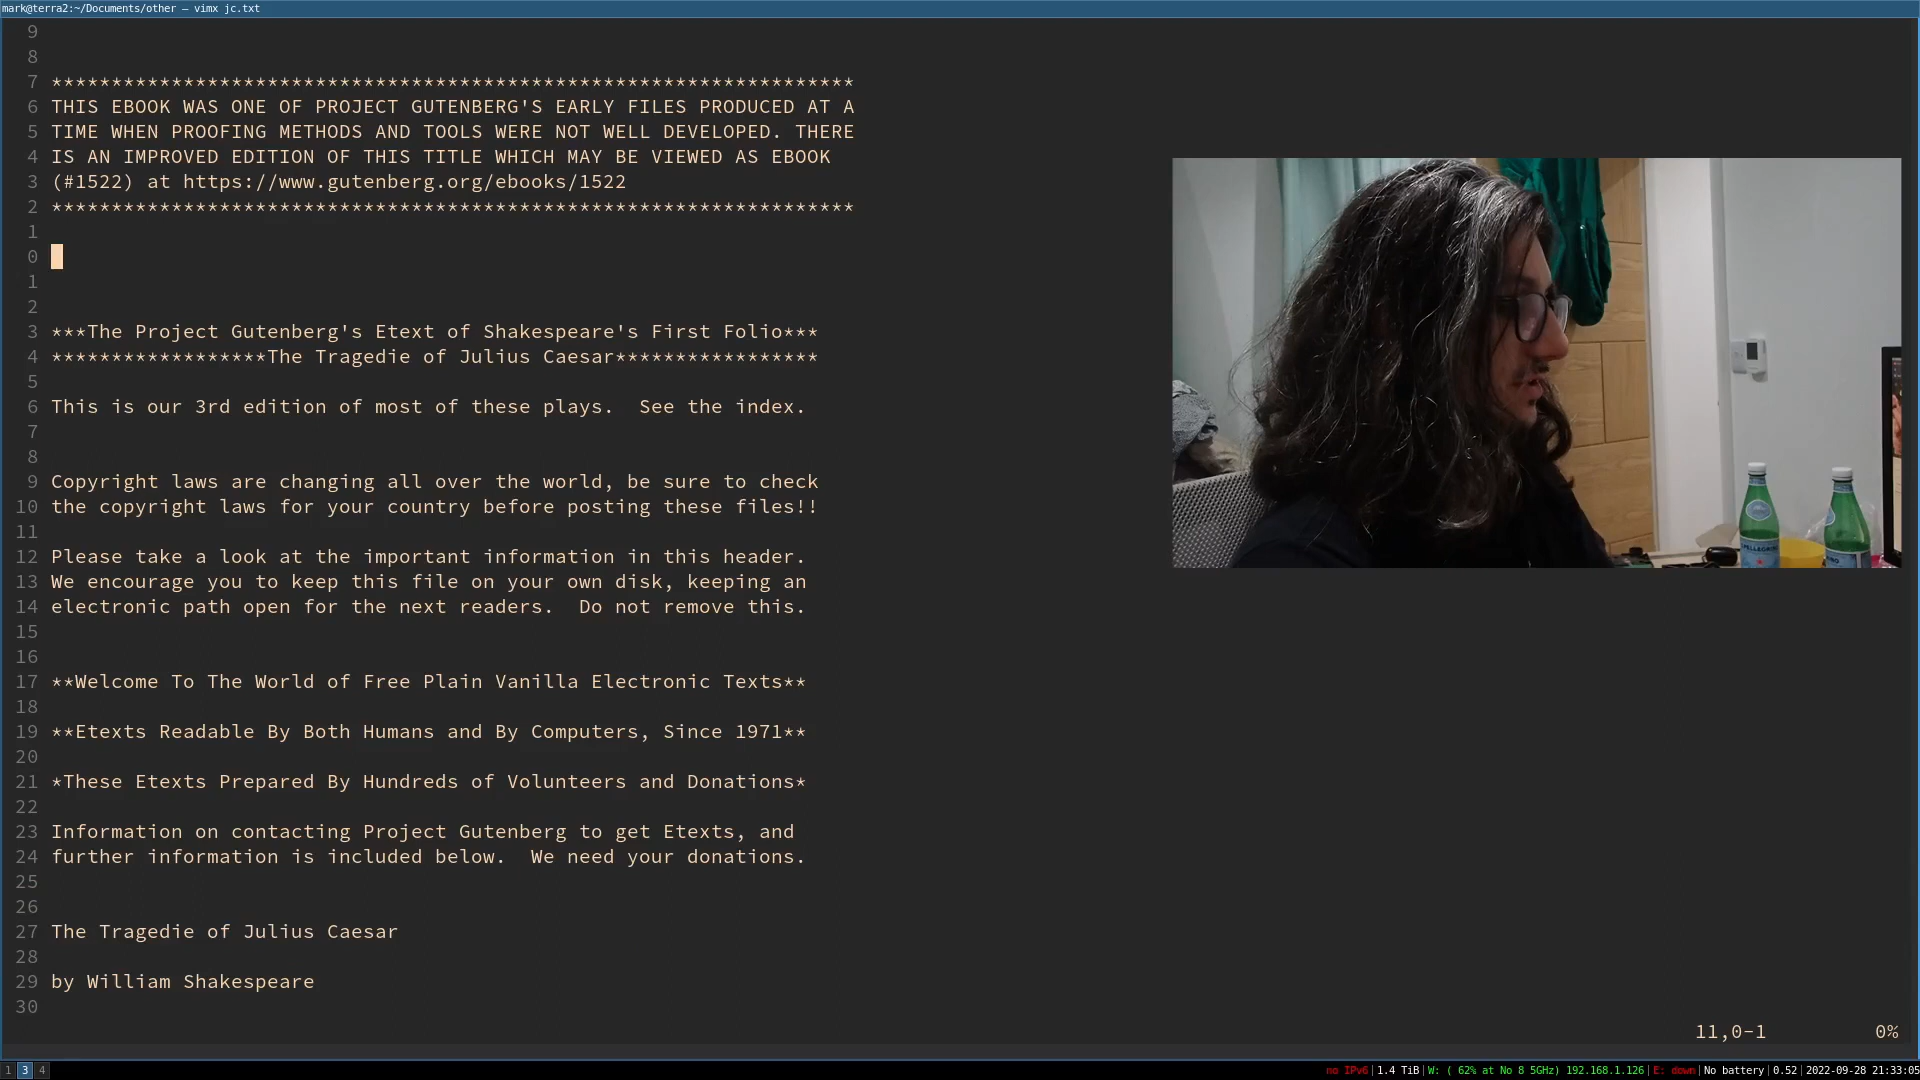 mark@terra2:~/Documents/other — vimx jc.txt
9
8
7 *******************************************************************
6 THIS EBOOK WAS ONE OF PROJECT GUTENBERG'S EARLY FILES PRODUCED AT A
5 TIME WHEN PROOFING METHODS AND TOOLS WERE NOT WELL DEVELOPED. THERE
4 IS AN IMPROVED EDITION OF THIS TITLE WHICH MAY BE VIEWED AS EBOOK
3 (#1522) at https://www.gutenberg.org/ebooks/1522
2 *******************************************************************
1
0
1
2
3 ***The Project Gutenberg's Etext of Shakespeare's First Folio***
4 ******************The Tragedie of Julius Caesar*****************
5
6 This is our 3rd edition of most of these plays.  See the index.
7
8
9 Copyright laws are changing all over the world, be sure to check
10 the copyright laws for your country before posting these files!!
11
12 Please take a look at the important information in this header.
13 We encourage you to keep this file on your own disk, keeping an
14 electronic path open for the next readers.  Do not remove this.
15
16
17 **Welcome To The World of Free Plain Vanilla Electronic Texts**
18
19 **Etexts Readable By Both Humans and By Computers, Since 1971**
20
21 *These Etexts Prepared By Hundreds of Volunteers and Donations*
22
23 Information on contacting Project Gutenberg to get Etexts, and
24 further information is included below.  We need your donations.
25
26
27 The Tragedie of Julius Caesar
28
29 by William Shakespeare
30
11,0-1 0%
1 3 4 no IPv6|1.4 TiB|W: ( 62% at No 8 5GHz) 192.168.1.126|E: down|No battery|0.52|2022-09-28 21:33:05